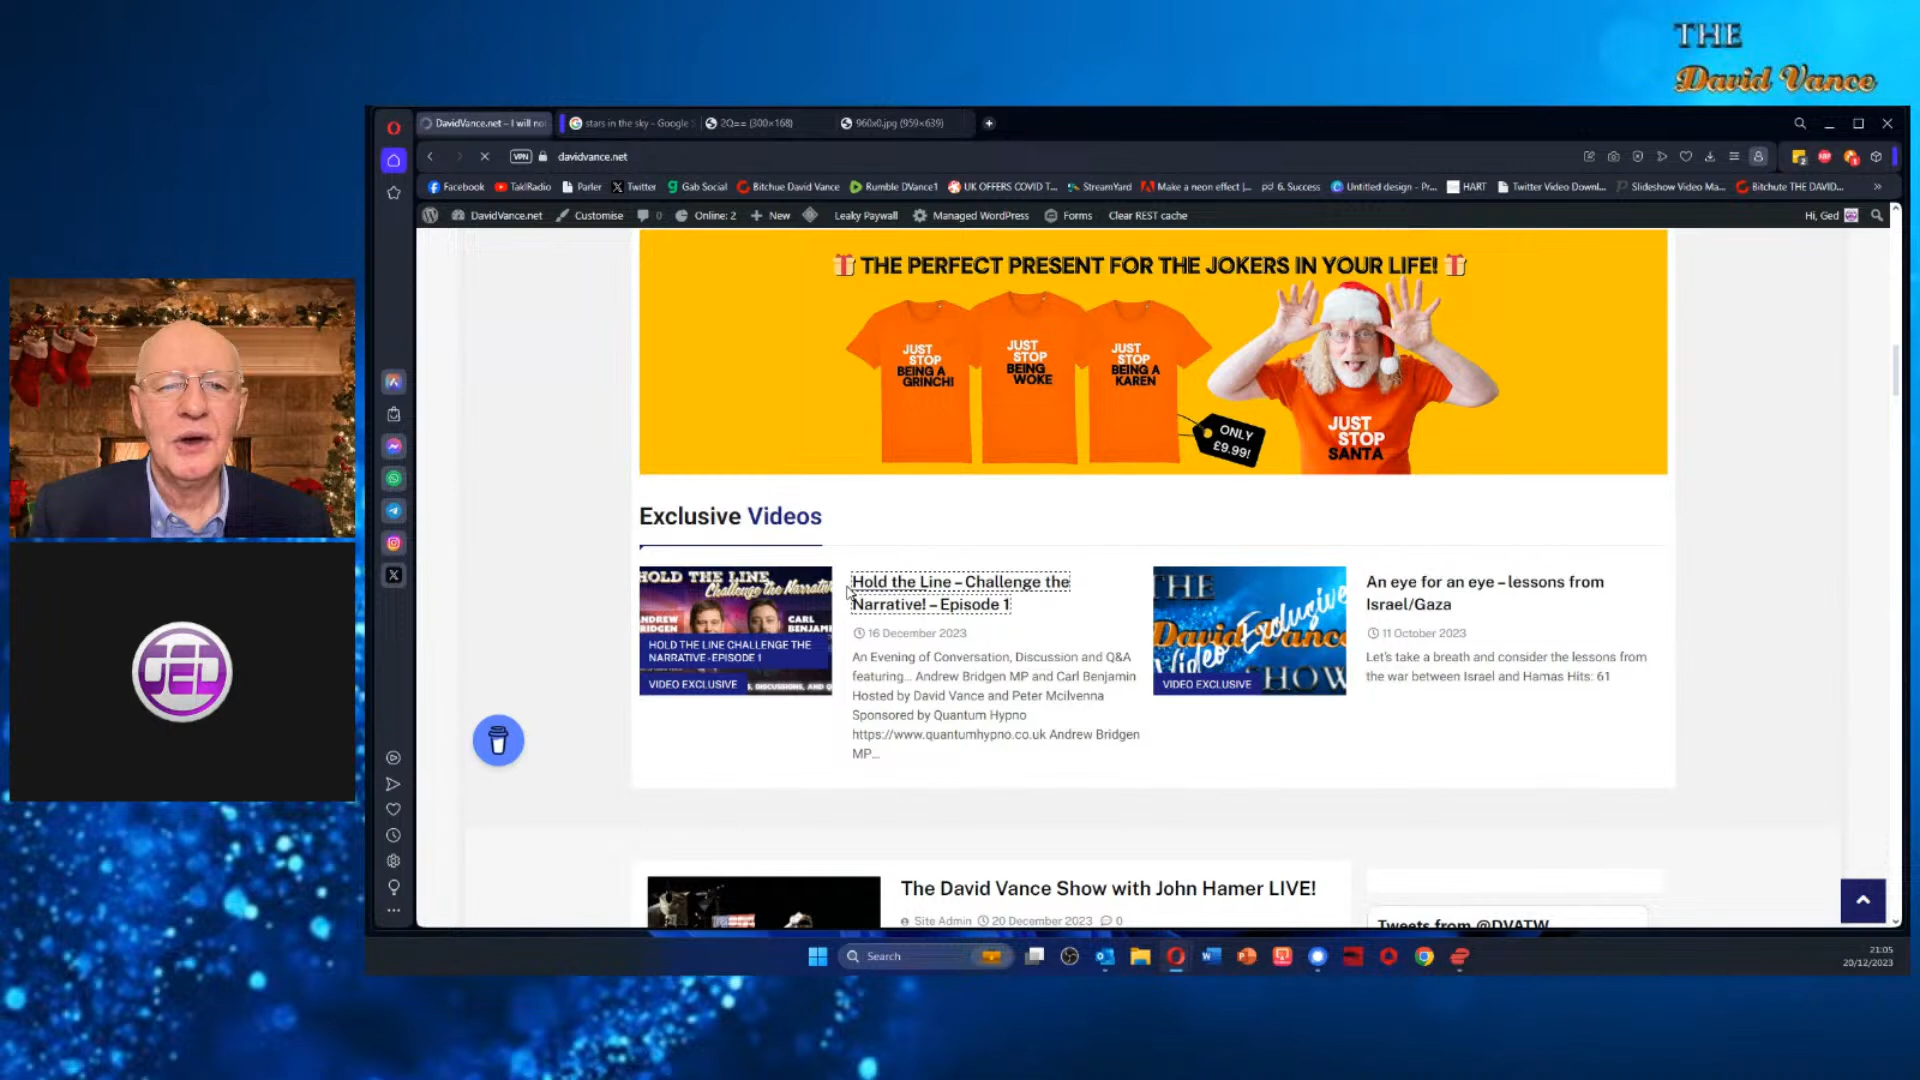 THE
David Vance
DavidVance.net – I will no
stars in the sky - Google S
2Q== (300×168)
960x0.jpg (959×639)
VPN
davidvance.net
Facebook
TaklRadio
Parler
Twitter
Gab Social
Bitchue David Vance
Rumble DVance1
UK OFFERS COVID T...
StreamYard
Make a neon effect |...
6. Success
Untitled design - Pr...
HART
Twitter Video Downl...
Slideshow Video Ma...
Bitchute THE DAVID...
DavidVance.net
Customise
0
Online: 2
New
Leaky Paywall
Managed WordPress
Forms
Clear REST cache
Hi, Ged
THE PERFECT PRESENT FOR THE JOKERS IN YOUR LIFE!
JUST
STOP
BEING A
GRINCH!
JUST
STOP
BEING
WOKE
JUST
STOP
BEING A
KAREN
ONLY
£9.99!
JUST
STOP
SANTA
Exclusive Videos
HOLD THE LINE
Challenge the Narrative
ANDREW
BRIDGEN
CARL
BENJAMIN
HOLD THE LINE CHALLENGE THE
NARRATIVE - EPISODE 1
VIDEO EXCLUSIVE
Hold the Line – Challenge the
Narrative! – Episode 1
16 December 2023
An Evening of Conversation, Discussion and Q&A
featuring... Andrew Bridgen MP and Carl Benjamin
Hosted by David Vance and Peter McIlvenna
Sponsored by Quantum Hypno
https://www.quantumhypno.co.uk Andrew Bridgen
MP...
THE
David Vance
Video Exclusive
SHOW
VIDEO EXCLUSIVE
An eye for an eye – lessons from
Israel/Gaza
11 October 2023
Let's take a breath and consider the lessons from
the war between Israel and Hamas Hits: 61
The David Vance Show with John Hamer LIVE!
Site Admin
20 December 2023
0
Tweets from @DVATW
Search
21:05
20/12/2023